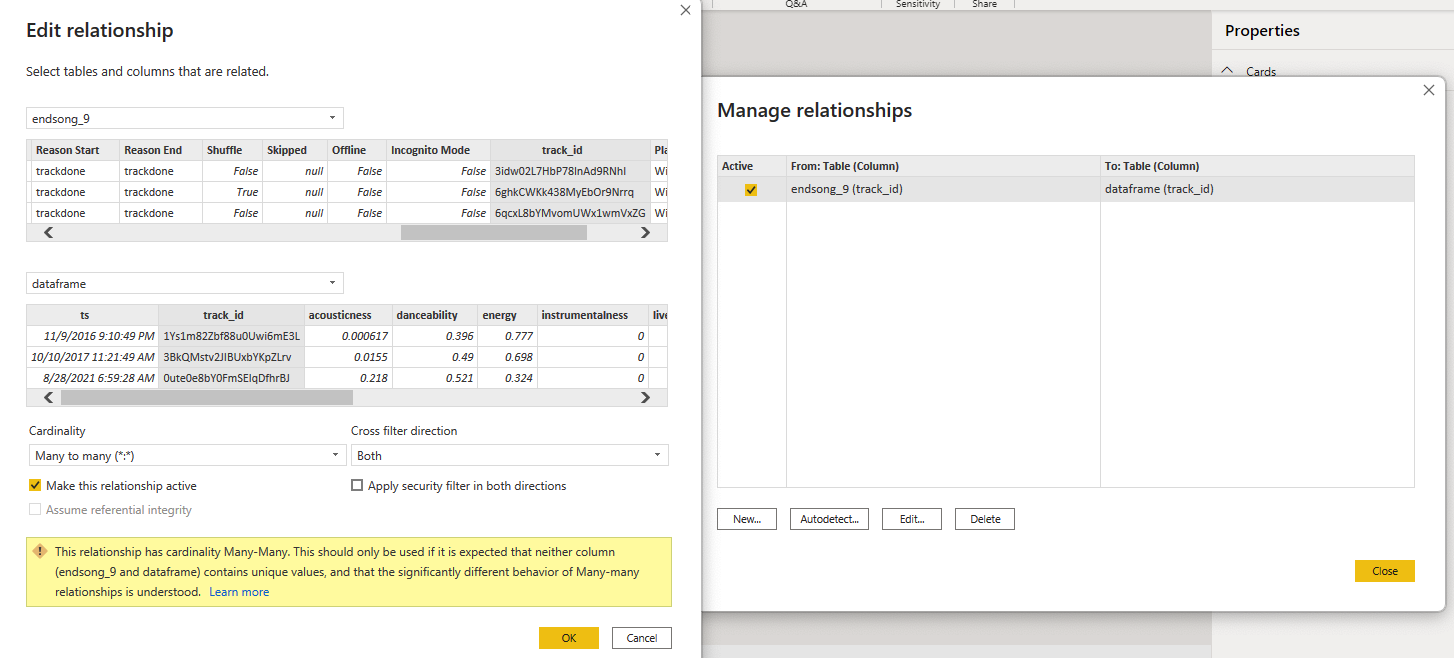 Q&A Sensitivity Share
Properties
Cards
Edit relationship
Select tables and columns that are related.
endsong_9
Reason Start Reason End Shuffle Skipped Offline Incognito Mode track_id Pla
trackdone trackdone False null False False 3idw02L7HbP78InAd9RNhI Wi
trackdone trackdone True null False False 6ghkCWKk438MyEbOr9Nrrq Wi
trackdone trackdone False null False False 6qcxL8bYMvomUWx1wmVxZG Wi
dataframe
ts track_id acousticness danceability energy instrumentalness live
11/9/2016 9:10:49 PM 1Ys1m82Zbf88u0Uwi6mE3L 0.000617 0.396 0.777 0
10/10/2017 11:21:49 AM 3BkQMstv2JIBUxbYKpZLrv 0.0155 0.49 0.698 0
8/28/2021 6:59:28 AM 0ute0e8bY0FmSEIqDfhrBJ 0.218 0.521 0.324 0
Cardinality Cross filter direction
Many to many (*:*) Both
Make this relationship active Apply security filter in both directions
Assume referential integrity
This relationship has cardinality Many-Many. This should only be used if it is expected that neither column
(endsong_9 and dataframe) contains unique values, and that the significantly different behavior of Many-many
relationships is understood. Learn more
OK Cancel
Manage relationships
Active From: Table (Column) To: Table (Column)
endsong_9 (track_id) dataframe (track_id)
New... Autodetect... Edit... Delete
Close